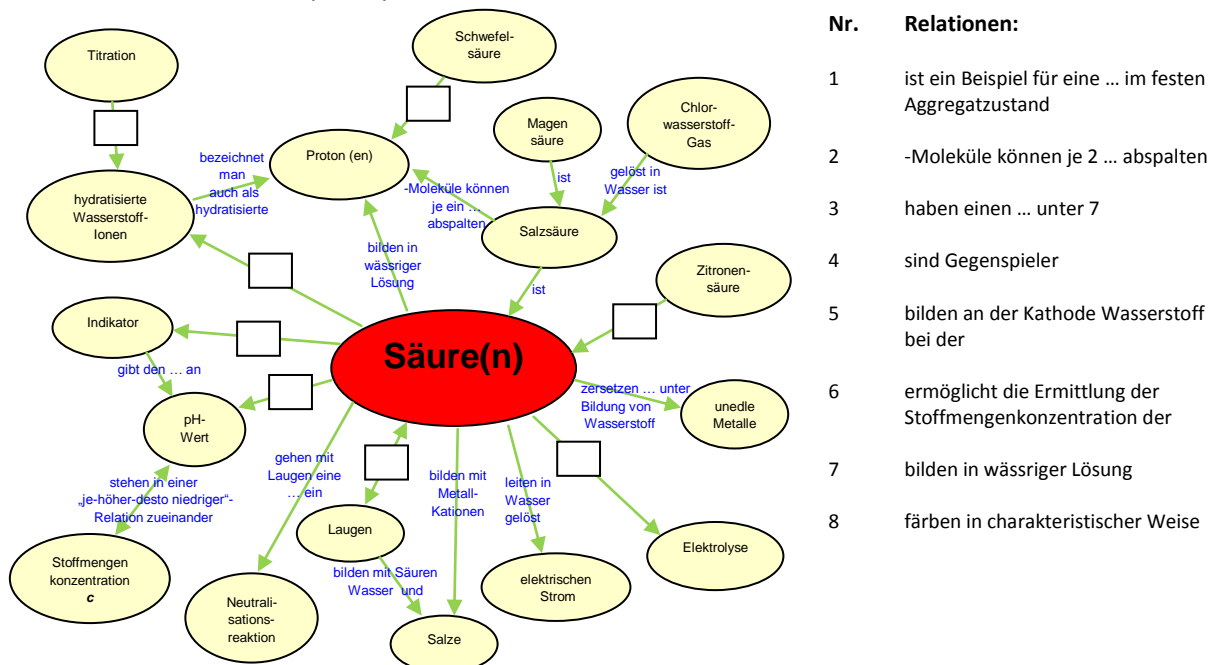 Titration
Schwefel-
säure
Magen
säure
Chlor-
wasserstoff-
Gas
Proton (en)
bezeichnet
man
auch als
hydratisierte
hydratisierte
Wasserstoff-
Ionen
-Moleküle können
je ein …
abspalten
ist
gelöst in
Wasser ist
Salzsäure
bilden in
wässriger
Lösung
ist
Zitronen-
säure
Indikator
Säure(n)
gibt den … an
pH-
Wert
zersetzen … unter
Bildung von
Wasserstoff
unedle
Metalle
gehen mit
Laugen eine
… ein
bilden mit
Metall-
Kationen
leiten in
Wasser
gelöst
stehen in einer
„je-höher-desto niedriger“-
Relation zueinander
Laugen
Elektrolyse
Stoffmengen
konzentration
c
bilden mit Säuren
Wasser und
elektrischen
Strom
Neutrali-
sations-
reaktion
Salze
Nr. Relationen:
1 ist ein Beispiel für eine … im festen
Aggregatzustand
2 -Moleküle können je 2 … abspalten
3 haben einen … unter 7
4 sind Gegenspieler
5 bilden an der Kathode Wasserstoff
bei der
6 ermöglicht die Ermittlung der
Stoffmengenkonzentration der
7 bilden in wässriger Lösung
8 färben in charakteristischer Weise